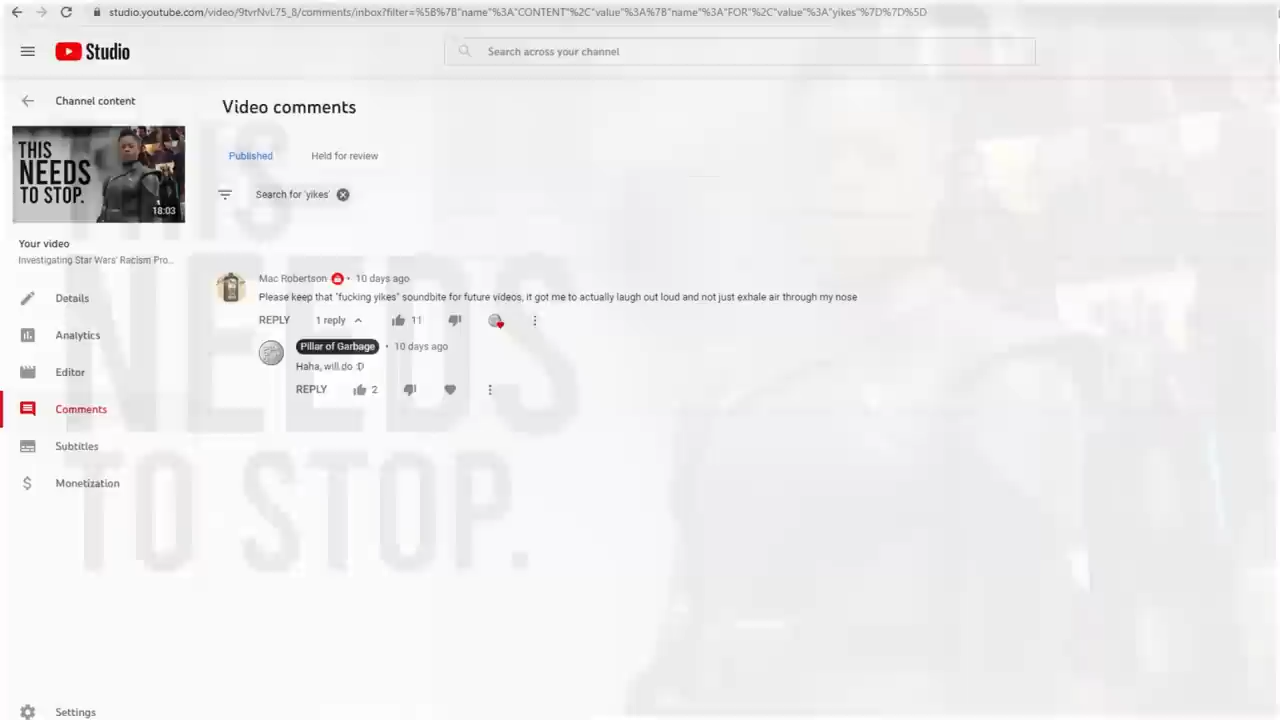 studio.youtube.com/video/9tvrNvL75_8/comments/inbox?filter=%5B%7B"name"%3A"CONTENT"%2C"value"%3A%7B"name"%3A"FOR"%2C"value"%3A"yikes"%7D%7D%5D
Studio
Search across your channel
Channel content
Video comments
THIS
NEEDS
TO STOP.
18:03
Published
Held for review
Search for 'yikes'
Your video
Investigating Star Wars' Racism Pro...
Mac Robertson • 10 days ago
Please keep that "fucking yikes" soundbite for future videos, it got me to actually laugh out loud and not just exhale air through my nose
REPLY 1 reply 11
Pillar of Garbage • 10 days ago
Haha, will do :D
REPLY 2
Details
Analytics
Editor
Comments
Subtitles
Monetization
Settings
THIS
NEEDS
TO STOP.